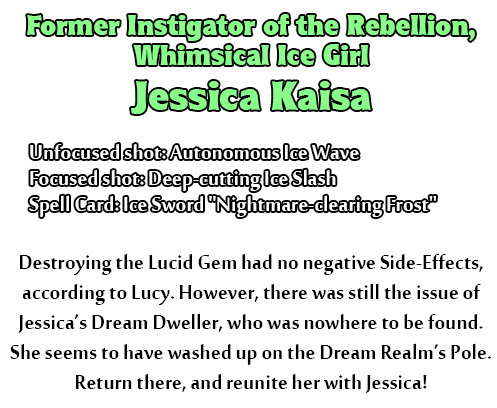 Former Instigator of the Rebellion,
Whimsical Ice Girl
Jessica Kaisa
Unfocused shot: Autonomous Ice Wave
Focused shot: Deep-cutting Ice Slash
Spell Card: Ice Sword "Nightmare-clearing Frost"
Destroying the Lucid Gem had no negative Side-Effects,
according to Lucy. However, there was still the issue of
Jessica's Dream Dweller, who was nowhere to be found.
She seems to have washed up on the Dream Realm's Pole.
Return there, and reunite her with Jessica!